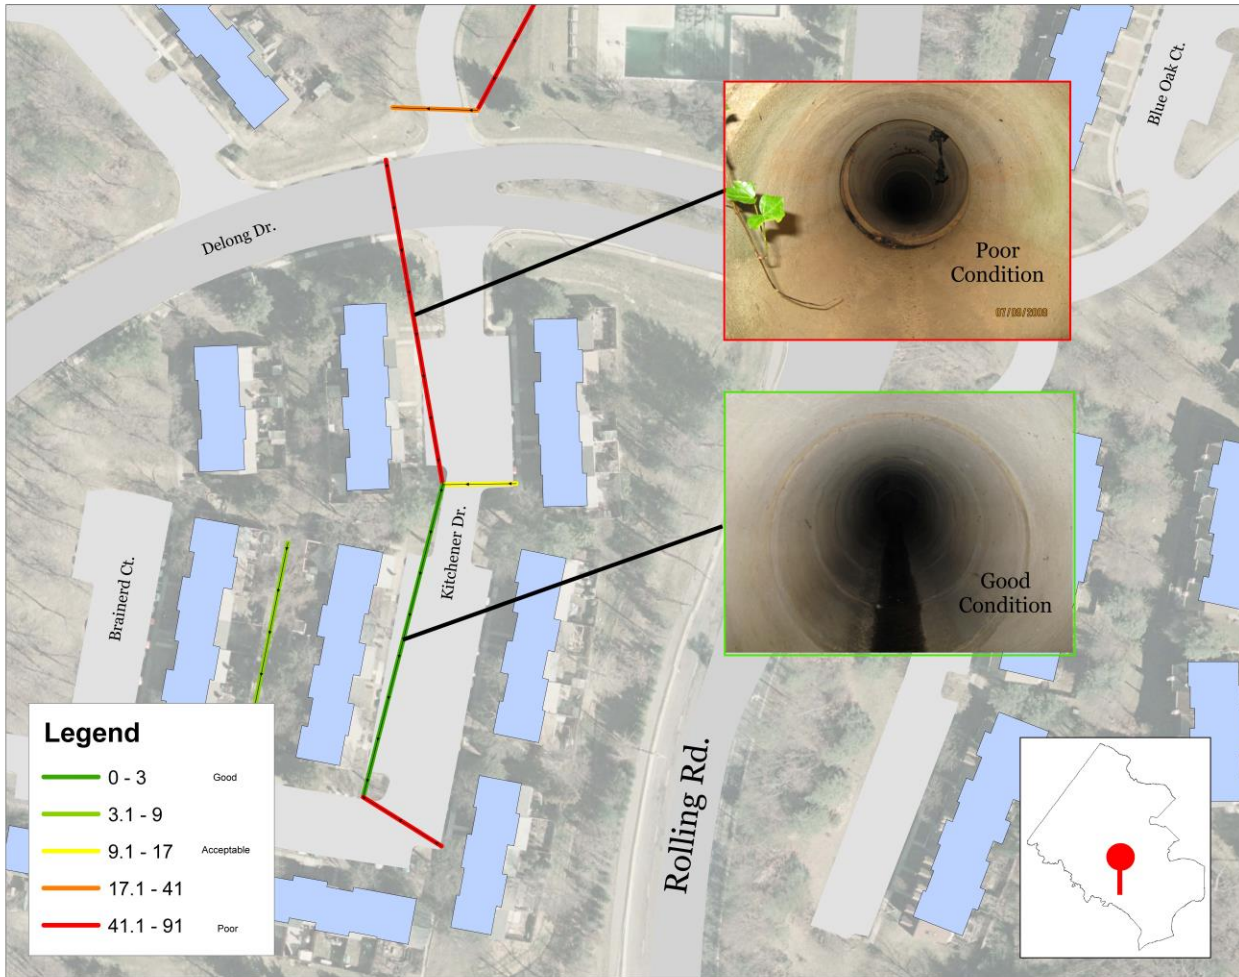 Blue Oak Ct.
Delong Dr.
Poor
Condition
07/09/2009
Kitchener Dr.
Brainerd Ct.
Good
Condition
Rolling Rd.
Legend
0 - 3 Good
3.1 - 9
9.1 - 17 Acceptable
17.1 - 41
41.1 - 91 Poor